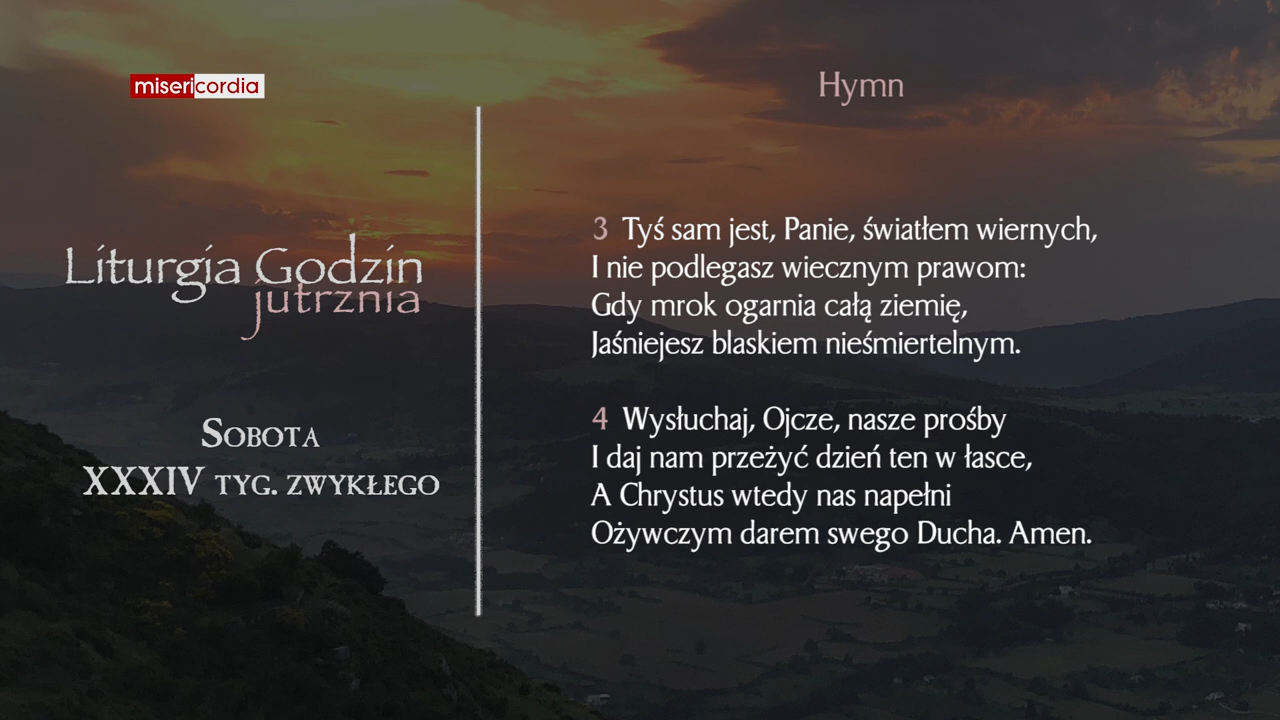 misericordia
Liturgia Godzin
jutrznia
Sobota
XXXIV tyg. zwykłego
Hymn
3 Tyś sam jest, Panie, światłem wiernych,
I nie podlegasz wiecznym prawom:
Gdy mrok ogarnia całą ziemię,
Jaśniejesz blaskiem nieśmiertelnym.
4 Wysłuchaj, Ojcze, nasze prośby
I daj nam przeżyć dzień ten w łasce,
A Chrystus wtedy nas napełni
Ożywczym darem swego Ducha. Amen.